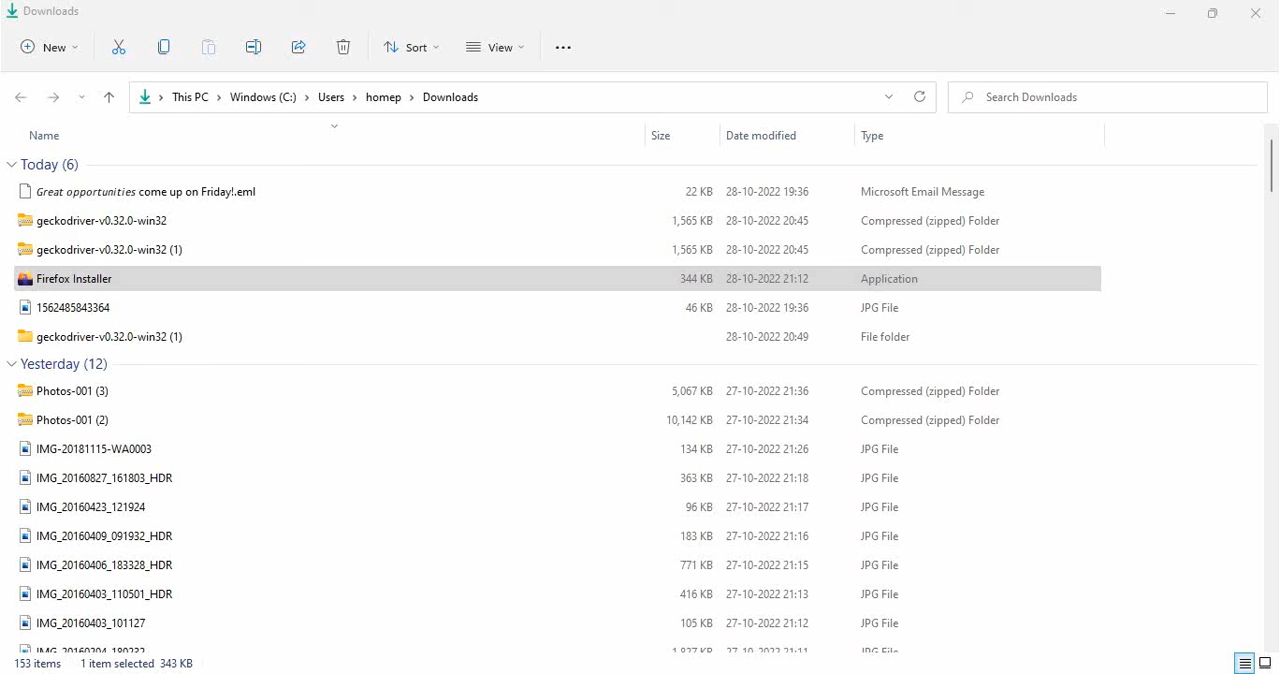 Downloads
New Sort View
This PC > Windows (C:) > Users > homep > Downloads Search Downloads
Name Size Date modified Type
Today (6)
Great opportunities come up on Friday!.eml 22 KB 28-10-2022 19:36 Microsoft Email Message
geckodriver-v0.32.0-win32 1,565 KB 28-10-2022 20:45 Compressed (zipped) Folder
geckodriver-v0.32.0-win32 (1) 1,565 KB 28-10-2022 20:45 Compressed (zipped) Folder
Firefox Installer 344 KB 28-10-2022 21:12 Application
1562485843364 46 KB 28-10-2022 19:36 JPG File
geckodriver-v0.32.0-win32 (1) 28-10-2022 20:49 File folder
Yesterday (12)
Photos-001 (3) 5,067 KB 27-10-2022 21:36 Compressed (zipped) Folder
Photos-001 (2) 10,142 KB 27-10-2022 21:34 Compressed (zipped) Folder
IMG-20181115-WA0003 134 KB 27-10-2022 21:26 JPG File
IMG_20160827_161803_HDR 363 KB 27-10-2022 21:18 JPG File
IMG_20160423_121924 96 KB 27-10-2022 21:17 JPG File
IMG_20160409_091932_HDR 183 KB 27-10-2022 21:16 JPG File
IMG_20160406_183328_HDR 771 KB 27-10-2022 21:15 JPG File
IMG_20160403_110501_HDR 416 KB 27-10-2022 21:13 JPG File
IMG_20160403_101127 105 KB 27-10-2022 21:12 JPG File
153 items 1 item selected 343 KB